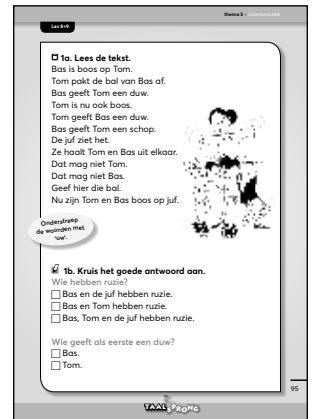 thema 5 - communicatie
Les 8+9
1a. Lees de tekst.
Bas is boos op Tom.
Tom pakt de bal van Bas af.
Bas geeft Tom een duw.
Tom is nu ook boos.
Tom geeft Bas een duw.
Bas geeft Tom een schop.
De juf ziet het.
Ze haalt Tom en Bas uit elkaar.
Dat mag niet Tom.
Dat mag niet Bas.
Geef hier die bal.
Nu zijn Tom en Bas boos op juf.
Onderstreep
de woorden met
'uw'.
1b. Kruis het goede antwoord aan.
Wie hebben ruzie?
Bas en de juf hebben ruzie.
Bas en Tom hebben ruzie.
Bas, Tom en de juf hebben ruzie.
Wie geeft als eerste een duw?
Bas.
Tom.
95
TAALSPRONG